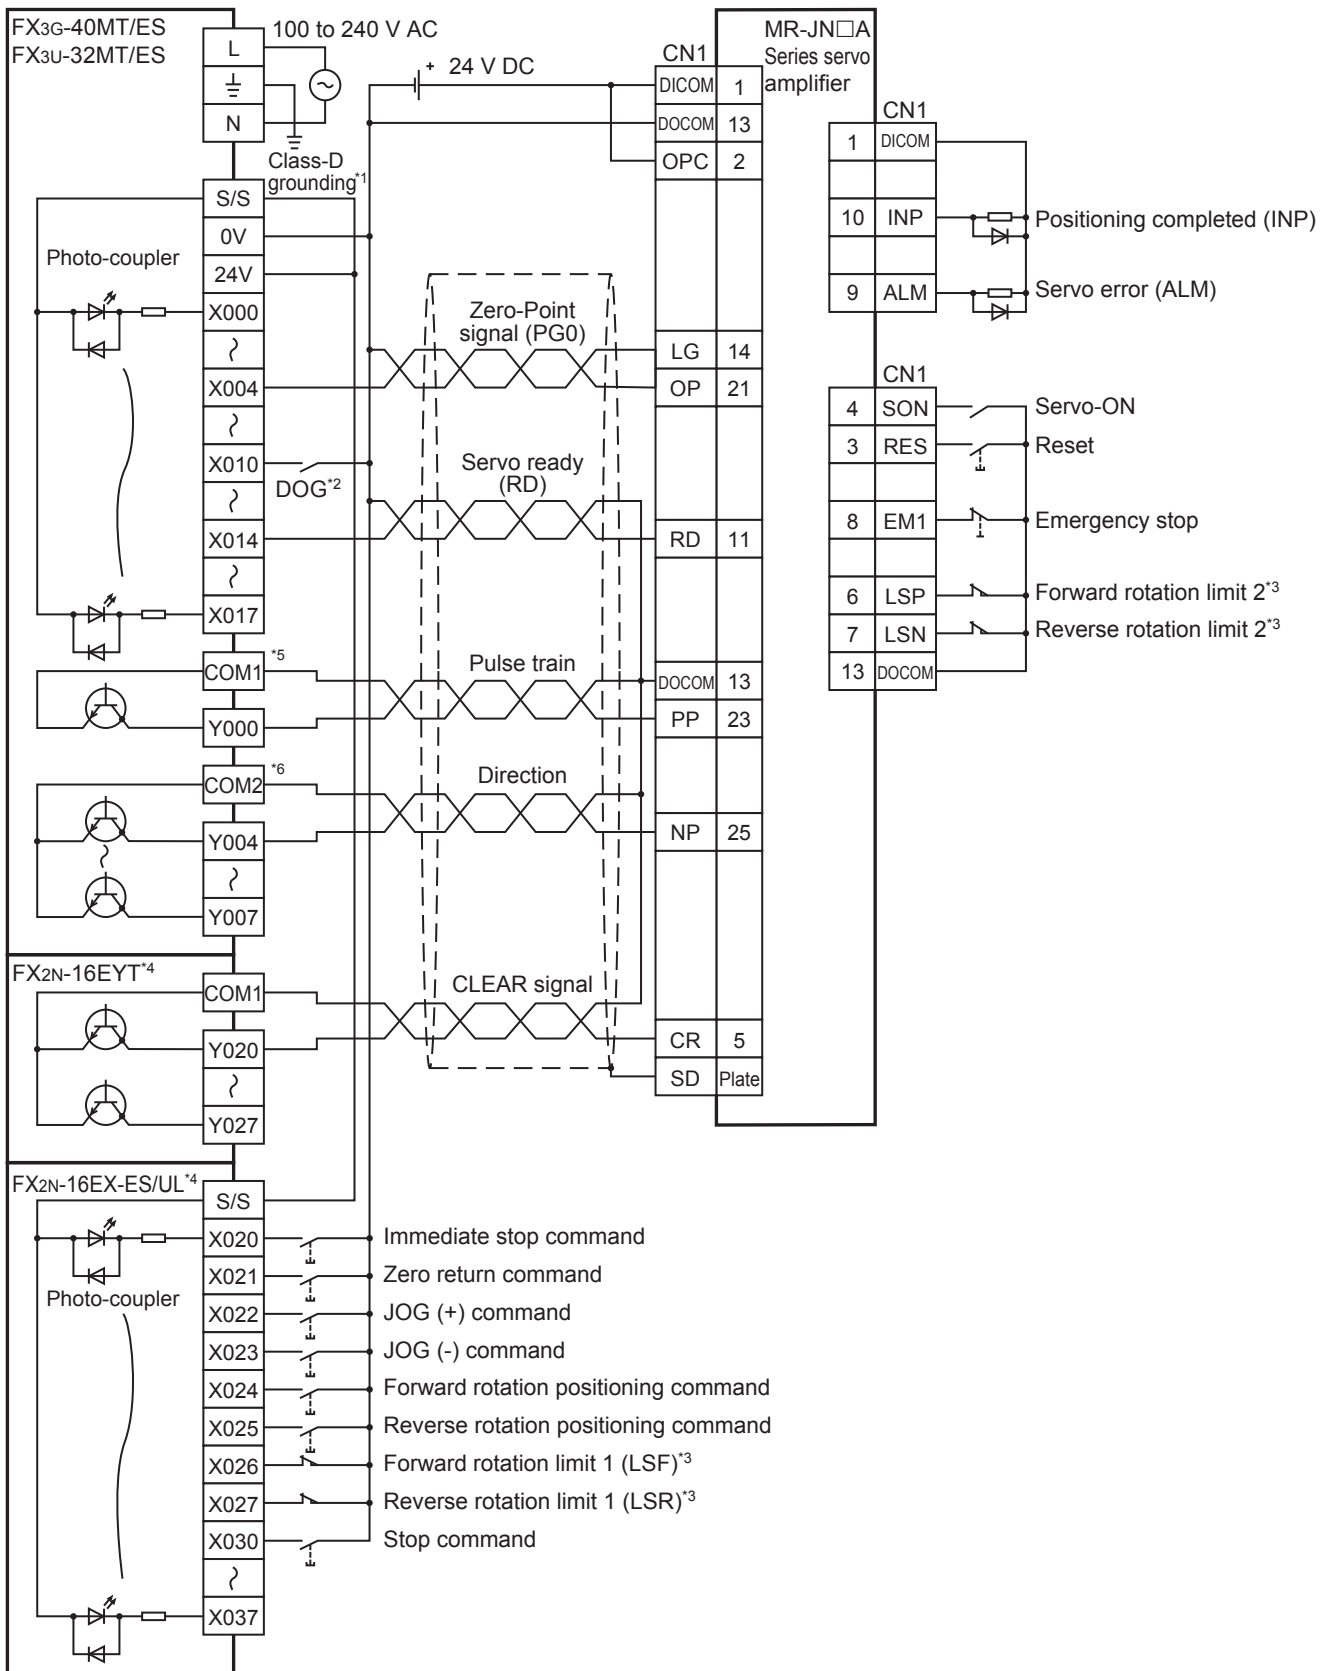 FX3G-40MT/ES
FX3U-32MT/ES
L
N
100 to 240 V AC
Class-D
grounding*1
24 V DC
+
S/S
0V
24V
X000
X004
X010
X014
X017
Photo-coupler
DOG*2
COM1
*5
Y000
COM2
*6
Y004
Y007
FX2N-16EYT*4
COM1
Y020
Y027
FX2N-16EX-ES/UL*4
S/S
X020
X021
X022
X023
X024
X025
X026
X027
X030
X037
Photo-coupler
Immediate stop command
Zero return command
JOG (+) command
JOG (-) command
Forward rotation positioning command
Reverse rotation positioning command
Forward rotation limit 1 (LSF)*3
Reverse rotation limit 1 (LSR)*3
Stop command
Zero-Point
signal (PG0)
Servo ready
(RD)
Pulse train
Direction
CLEAR signal
MR-JN□A
Series servo
amplifier
CN1
DICOM 1
DOCOM 13
OPC 2
LG 14
OP 21
RD 11
DOCOM 13
PP 23
NP 25
CR 5
SD Plate
CN1
1 DICOM
10 INP Positioning completed (INP)
9 ALM Servo error (ALM)
CN1
4 SON Servo-ON
3 RES Reset
8 EM1 Emergency stop
6 LSP Forward rotation limit 2*3
7 LSN Reverse rotation limit 2*3
13 DOCOM